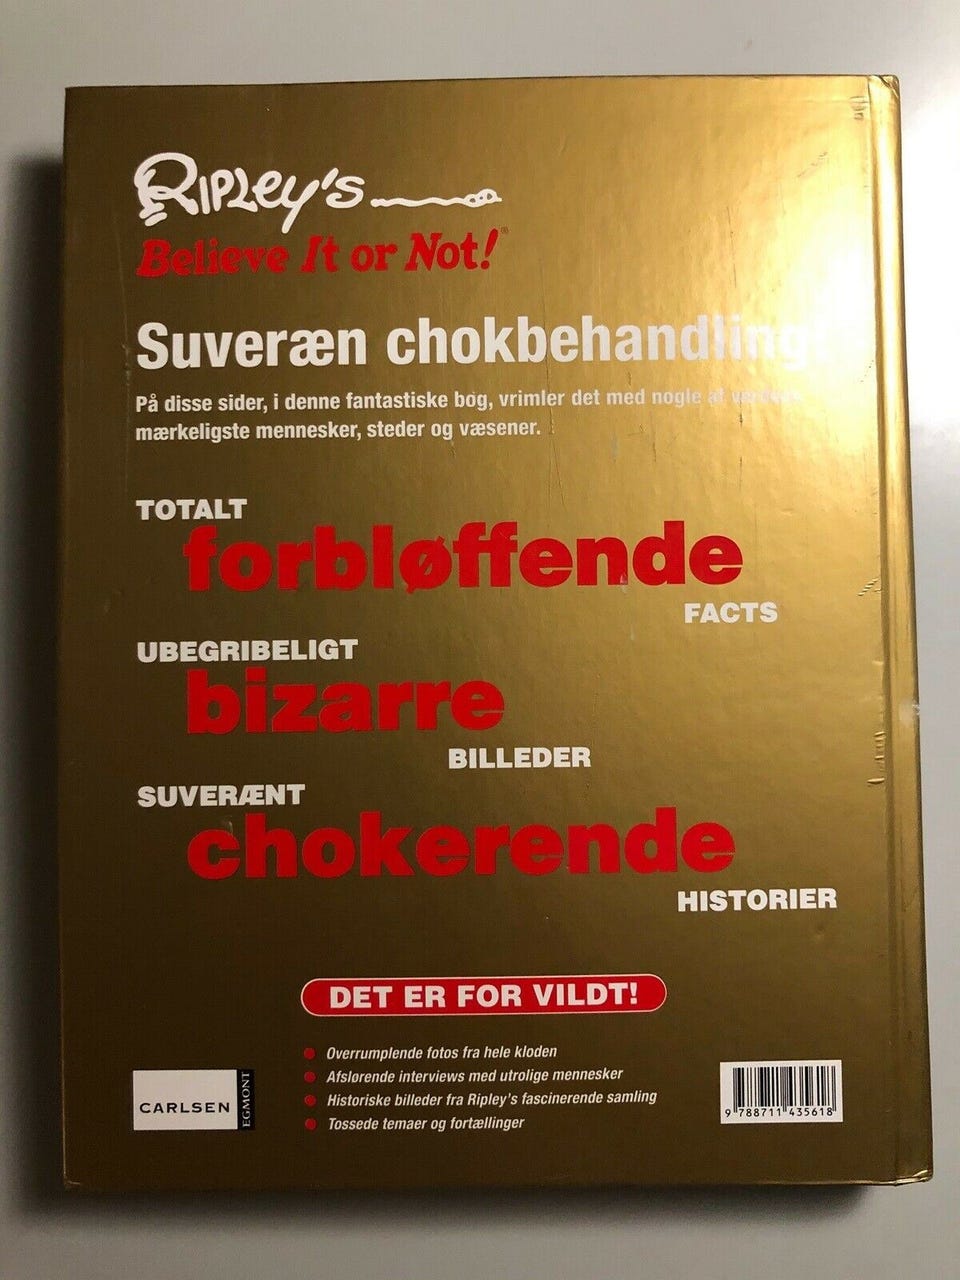 RIPLEY'S
Believe It or Not!®
Suveræn chokbehandling!
På disse sider, i denne fantastiske bog, vrimler det med nogle af verdens
mærkeligste mennesker, steder og væsener.
TOTALT
forbløffende
FACTS
UBEGRIBELIGT
bizarre
BILLEDER
SUVERÆNT
chokerende
HISTORIER
DET ER FOR VILDT!
Overrumplende fotos fra hele kloden
Afslørende interviews med utrolige mennesker
Historiske billeder fra Ripley's fascinerende samling
Tossede temaer og fortællinger
CARLSEN
EGMONT
9 788711 435618